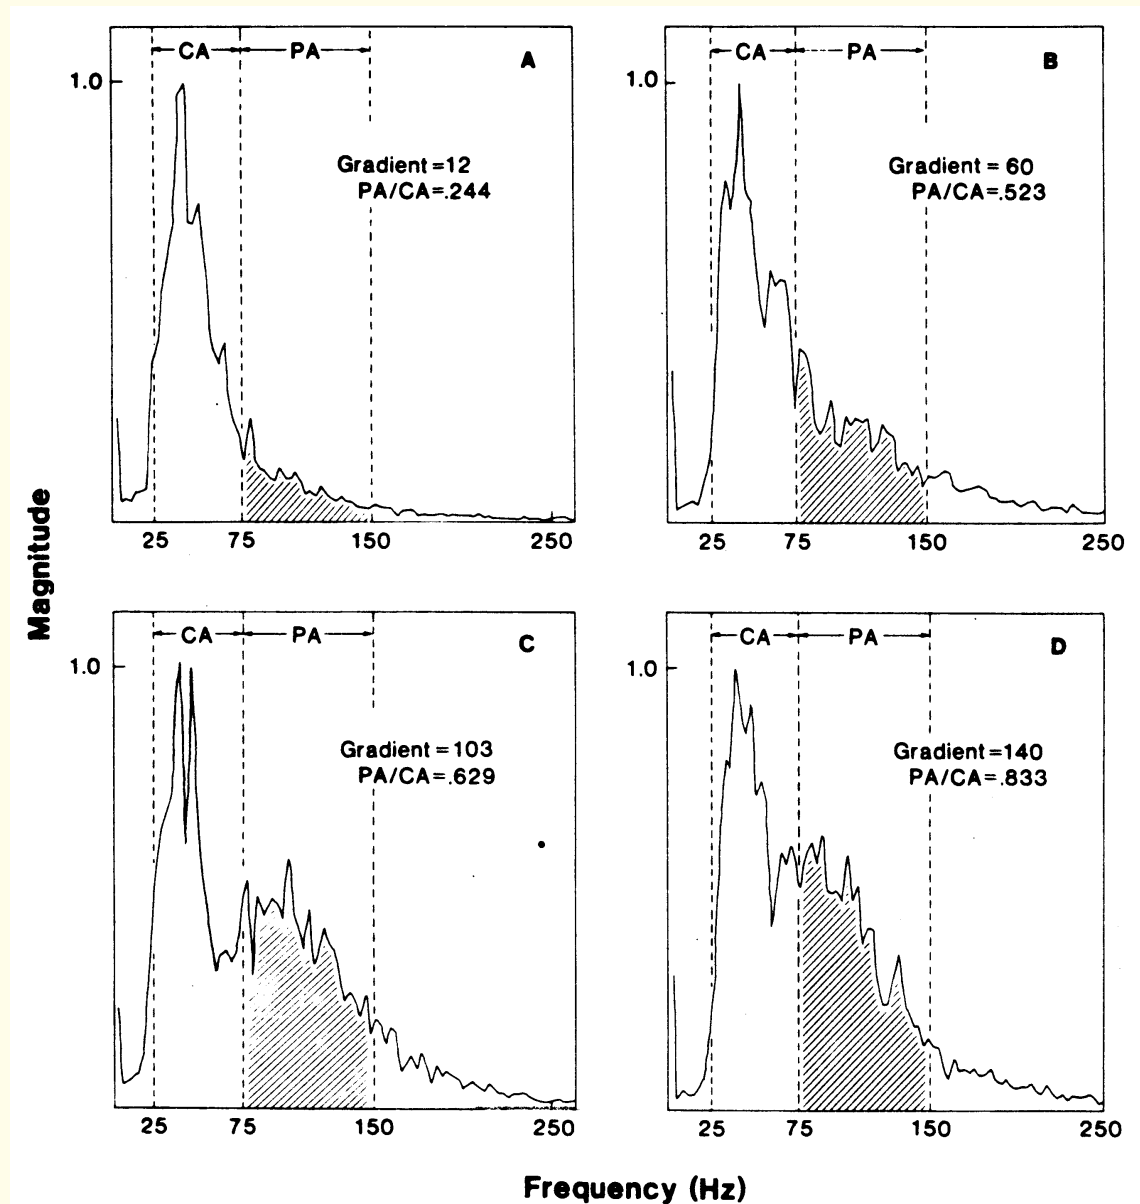 CA PA
A
1.0
Gradient=12
PA/CA=.244
25 75 150 250
CA PA
B
1.0
Gradient = 60
PA/CA=.523
25 75 150 250
Magnitude
CA PA
C
1.0
Gradient=103
PA/CA=.629
25 75 150 250
CA PA
D
1.0
Gradient=140
PA/CA=.833
25 75 150 250
Frequency (Hz)